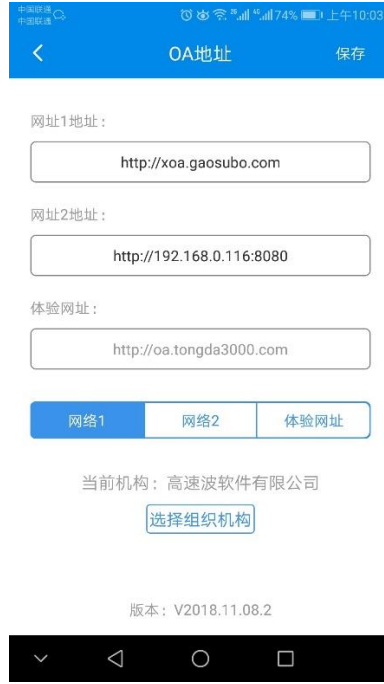 中国联通
中国联通
2G 4G 74% 上午10:03
OA地址
保存
网址1地址：
http://xoa.gaosubo.com
网址2地址：
http://192.168.0.116:8080
体验网址：
http://oa.tongda3000.com
网络1 网络2 体验网址
当前机构：高速波软件有限公司
选择组织机构
版本：V2018.11.08.2